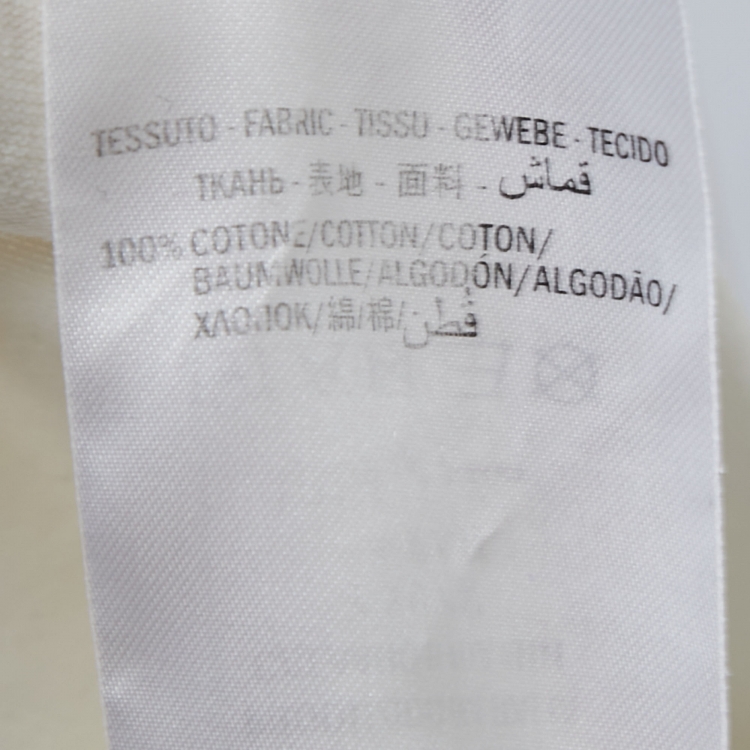 TESSUTO - FABRIC - TISSU - GEWEBE - TECIDO
ТКАНЬ - 表地 - 面料 - قماش
100% COTONE/COTTON/COTON/
BAUMWOLLE/ALGODÓN/ALGODÃO/
ХЛОПОК/綿/棉/قطن